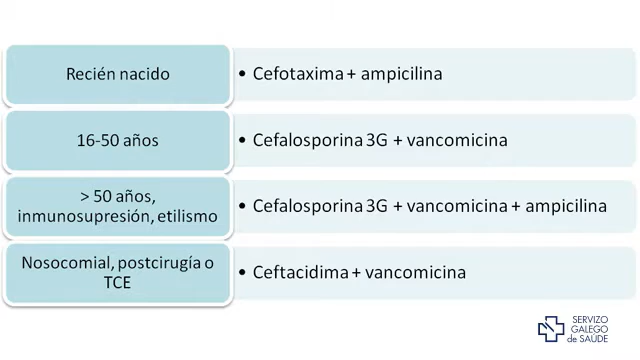 Recién nacido
• Cefotaxima + ampicilina
16-50 años
• Cefalosporina 3G + vancomicina
> 50 años,
inmunosupresión, etilismo
• Cefalosporina 3G + vancomicina + ampicilina
Nosocomial, postcirugía o
TCE
• Ceftacidima + vancomicina
SERVIZO
GALEGO
de SAÚDE